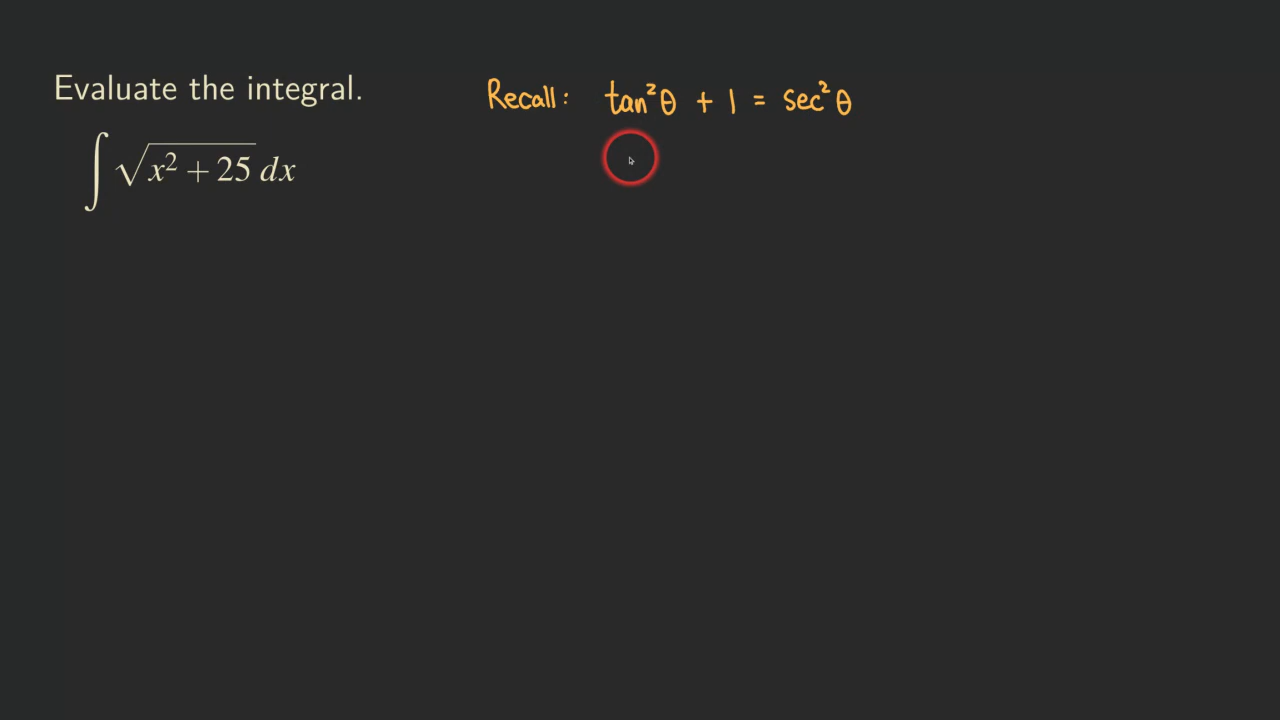 Evaluate the integral.
Recall: tan²θ + 1 = sec²θ
∫ √(x² + 25) dx